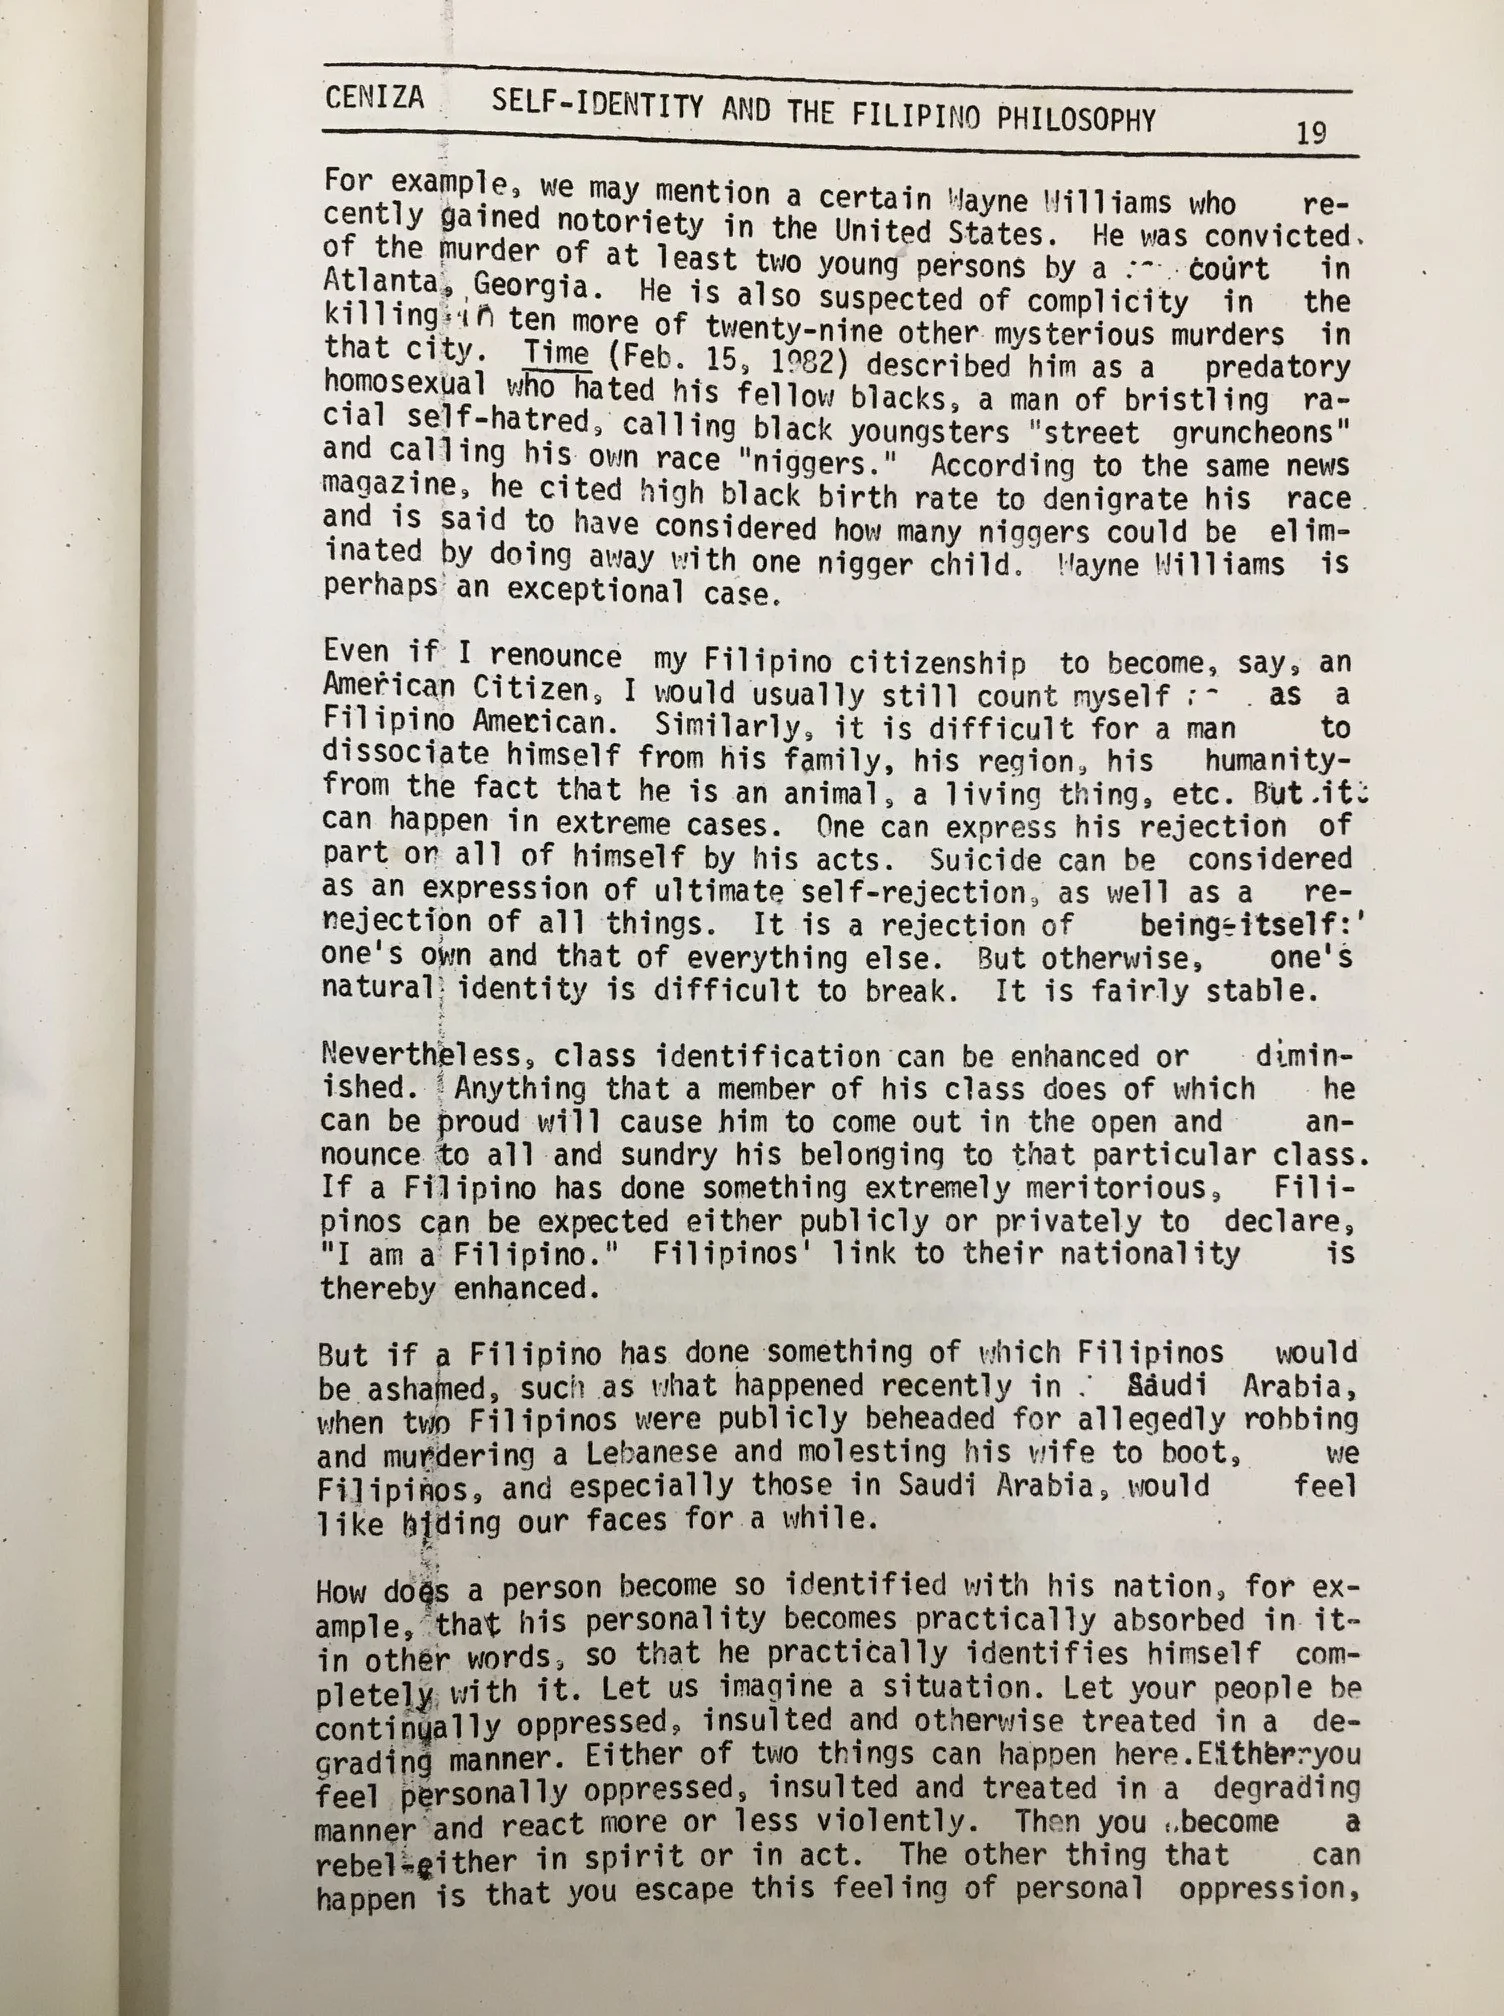 CENIZA SELF-IDENTITY AND THE FILIPINO PHILOSOPHY 19
For example, we may mention a certain Wayne Williams who re-
cently gained notoriety in the United States. He was convicted
of the murder of at least two young persons by a court in
Atlanta, Georgia. He is also suspected of complicity in the
killing in ten more of twenty-nine other mysterious murders in
that city. Time (Feb. 15, 1982) described him as a predatory
homosexual who hated his fellow blacks, a man of bristling ra-
cial self-hatred, calling black youngsters "street gruncheons"
and calling his own race "niggers." According to the same news
magazine, he cited high black birth rate to denigrate his race
and is said to have considered how many niggers could be elim-
inated by doing away with one nigger child. Wayne Williams is
perhaps an exceptional case.
Even if I renounce my Filipino citizenship to become, say, an
American Citizen, I would usually still count myself as a
Filipino American. Similarly, it is difficult for a man to
dissociate himself from his family, his region, his humanity-
from the fact that he is an animal, a living thing, etc. But it
can happen in extreme cases. One can express his rejection of
part or all of himself by his acts. Suicide can be considered
as an expression of ultimate self-rejection, as well as a re-
nejection of all things. It is a rejection of being-itself:
one's own and that of everything else. But otherwise, one's
natural identity is difficult to break. It is fairly stable.
Nevertheless, class identification can be enhanced or dimin-
ished. Anything that a member of his class does of which he
can be proud will cause him to come out in the open and an-
nounce to all and sundry his belonging to that particular class.
If a Filipino has done something extremely meritorious, Fili-
pinos can be expected either publicly or privately to declare,
"I am a Filipino." Filipinos' link to their nationality is
thereby enhanced.
But if a Filipino has done something of which Filipinos would
be ashamed, such as what happened recently in Saudi Arabia,
when two Filipinos were publicly beheaded for allegedly robbing
and murdering a Lebanese and molesting his wife to boot, we
Filipinos, and especially those in Saudi Arabia, would feel
like hiding our faces for a while.
How does a person become so identified with his nation, for ex-
ample, that his personality becomes practically absorbed in it-
in other words, so that he practically identifies himself com-
pletely with it. Let us imagine a situation. Let your people be
continually oppressed, insulted and otherwise treated in a de-
grading manner. Either of two things can happen here. Either you
feel personally oppressed, insulted and treated in a degrading
manner and react more or less violently. Then you become a
rebel-either in spirit or in act. The other thing that can
happen is that you escape this feeling of personal oppression,